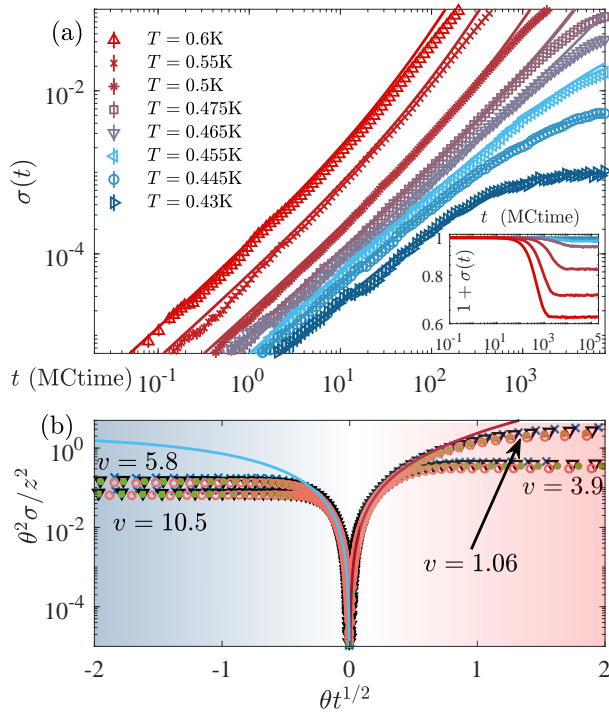 (a)
T = 0.6K
T = 0.55K
T = 0.5K
T = 0.475K
T = 0.465K
T = 0.455K
T = 0.445K
T = 0.43K
10^-2
10^-4
σ(t)
t (MCtime)
1
0.8
0.6
1 + σ(t)
10^-1 10^1 10^3 10^5
t (MCtime) 10^-1 10^0 10^1 10^2 10^3
(b)
10^0
10^-2
10^-4
θ^2σ/z^2
v = 5.8
v = 10.5
v = 3.9
v = 1.06
-2 -1 0 1 2
θt^1/2